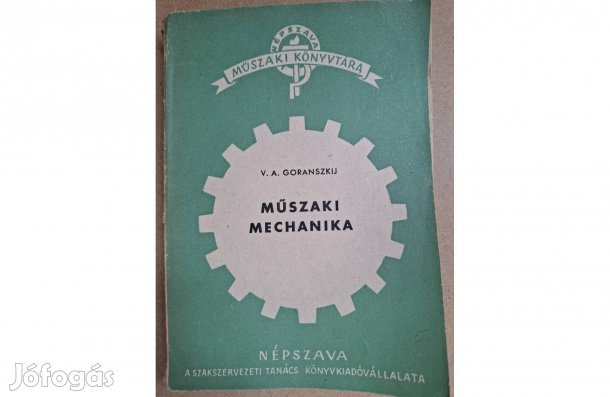 NÉPSZAVA
MŰSZAKI KÖNYVTÁRA
V. A. GORANSZKIJ
MŰSZAKI
MECHANIKA
NÉPSZAVA
A SZAKSZERVEZETI TANÁCS KÖNYVKIADÓVÁLLALATA
Jófogás